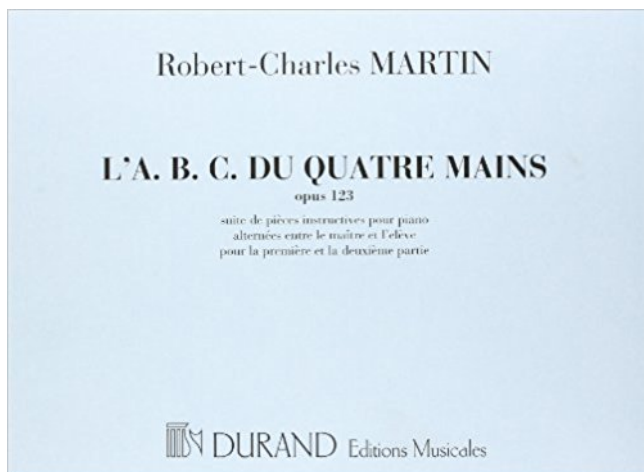 Robert-Charles MARTIN
L'A. B. C. DU QUATRE MAINS
opus 123
suite de pièces instructives pour piano
alternées entre le maître et l'élève
pour la première et la deuxième partie
DURAND Editions Musicales